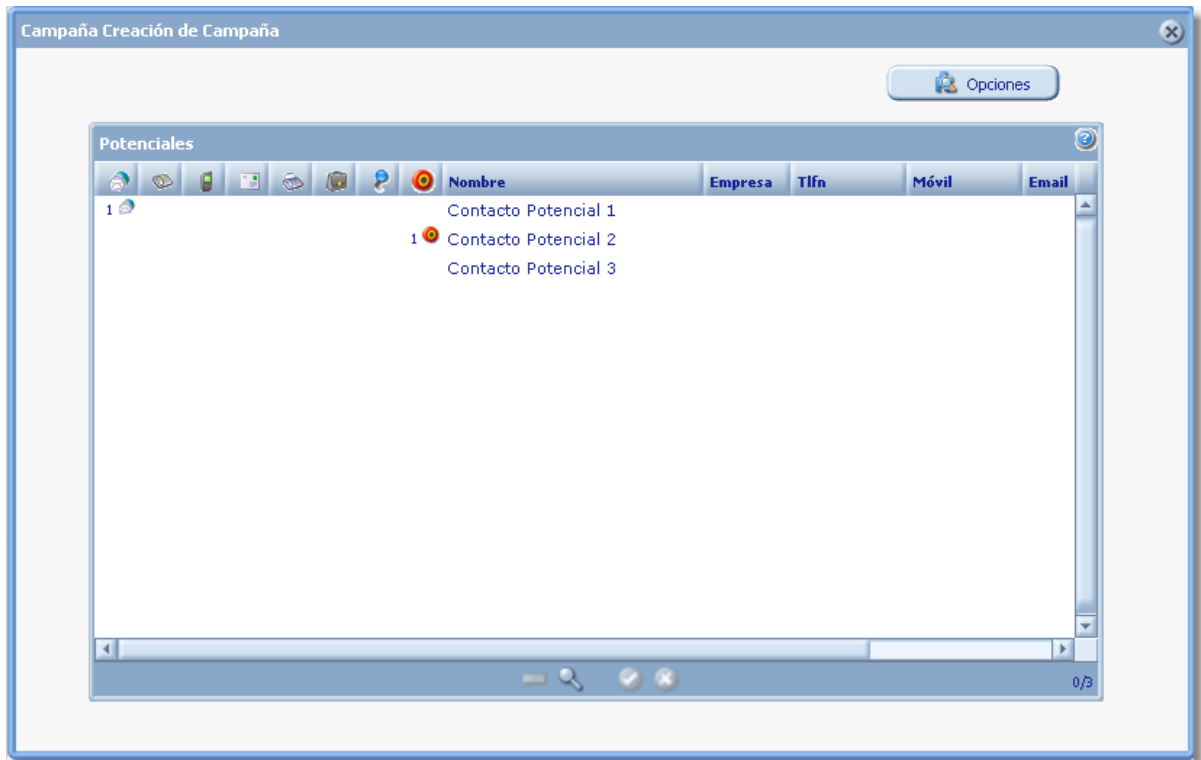 Campaña Creación de Campaña
Opciones
Potenciales
Nombre Empresa Tlfn Móvil Email
1 Contacto Potencial 1
1 Contacto Potencial 2
Contacto Potencial 3
0/3